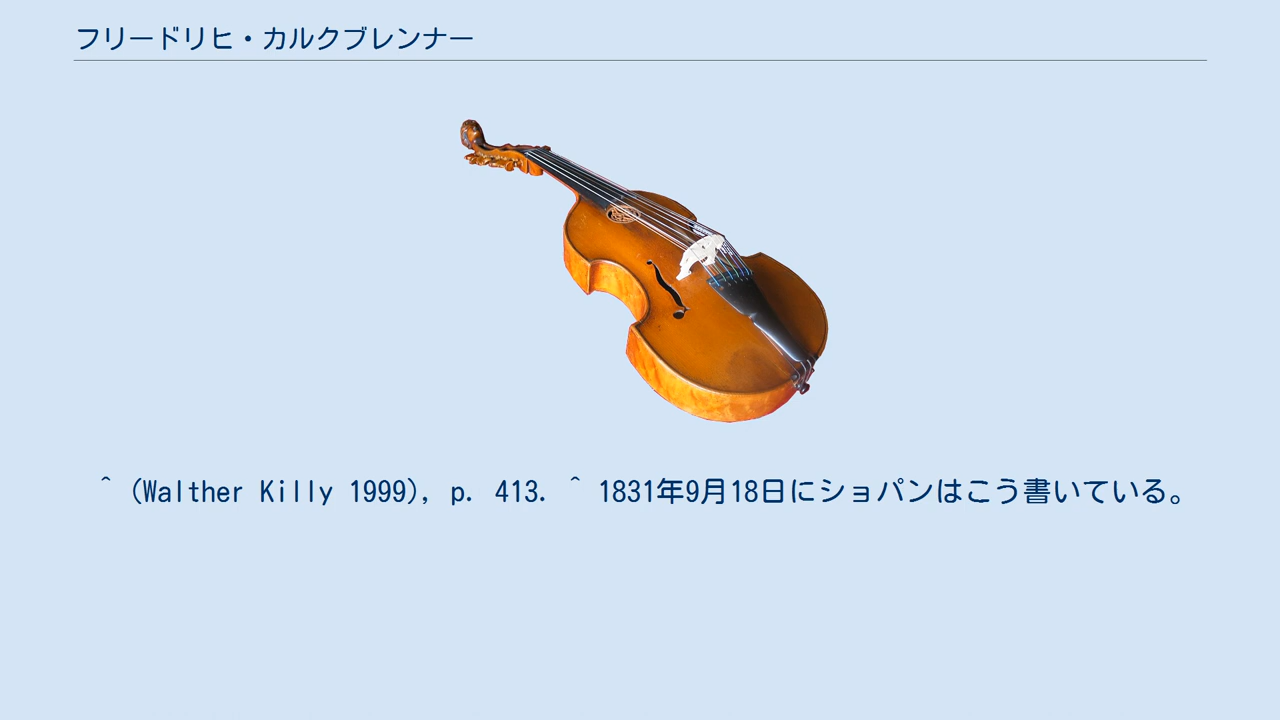 フリードリヒ・カルクブレンナー
^ (Walther Killy 1999), p. 413. ^ 1831年9月18日にショパンはこう書いている。